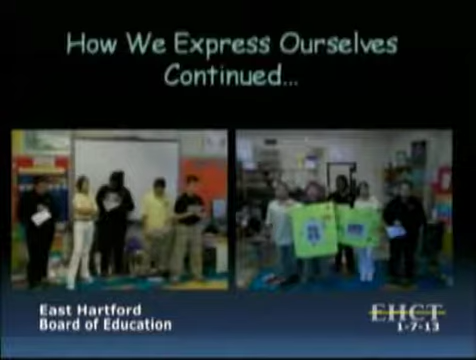 How We Express Ourselves
Continued...
East Hartford
Board of Education
EHCT
1-7-13